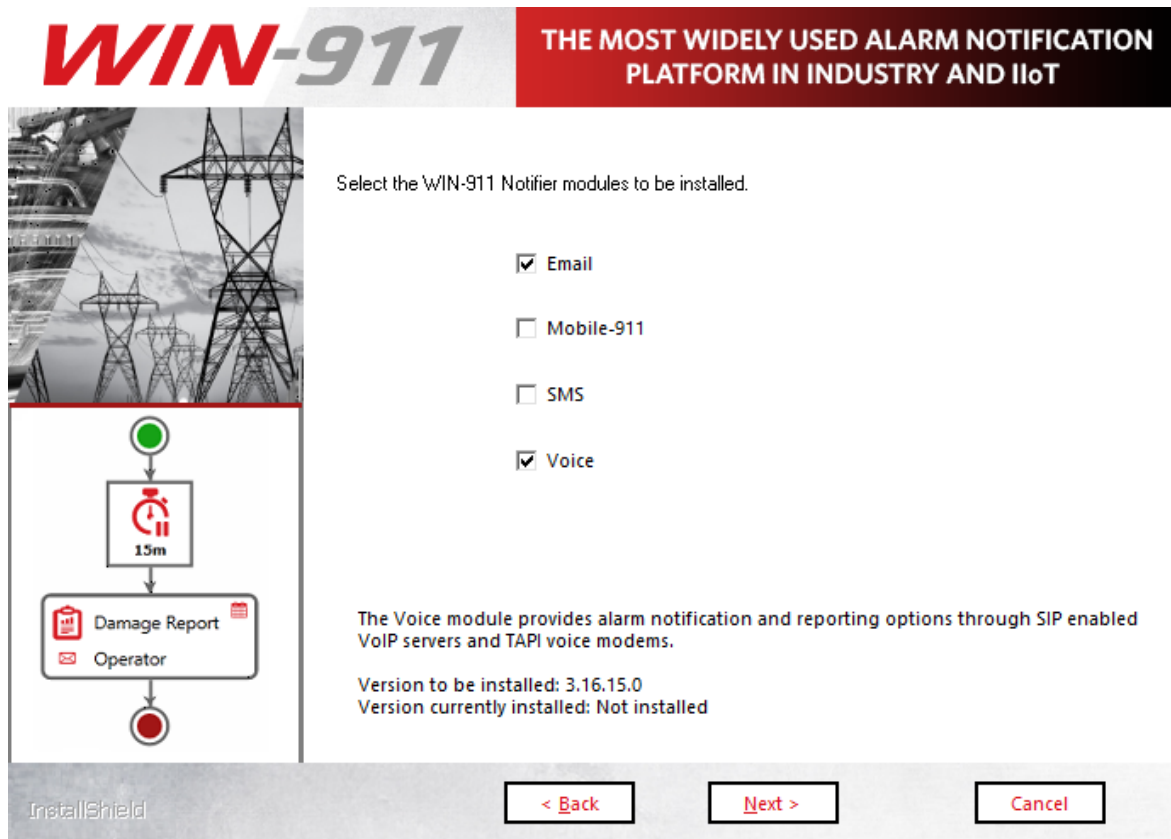 WIN-911
THE MOST WIDELY USED ALARM NOTIFICATION
PLATFORM IN INDUSTRY AND IIoT
Select the WIN-911 Notifier modules to be installed.
Email
Mobile-911
SMS
Voice
15m
Damage Report
Operator
The Voice module provides alarm notification and reporting options through SIP enabled
VoIP servers and TAPI voice modems.
Version to be installed: 3.16.15.0
Version currently installed: Not installed
InstallShield
< Back
Next >
Cancel